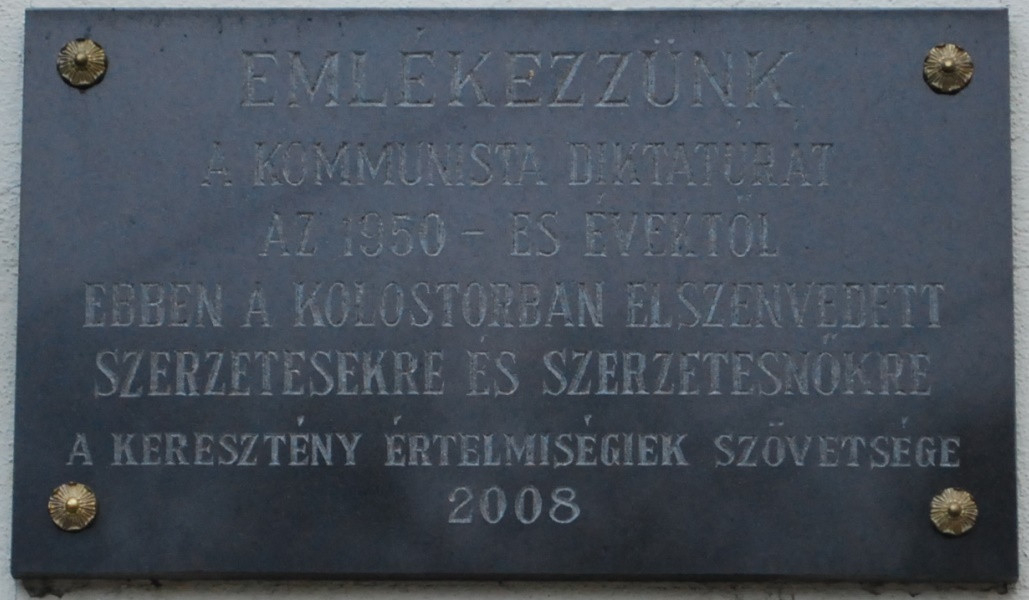 EMLÉKEZZÜNK
A KOMMUNISTA DIKTATÚRÁT
AZ 1950 - ES ÉVEKTŐL
EBBEN A KOLOSTORBAN ELSZENVEDETT
SZERZETESEKRE ÉS SZERZETESNŐKRE
A KERESZTÉNY ÉRTELMISÉGIEK SZÖVETSÉGE
2008